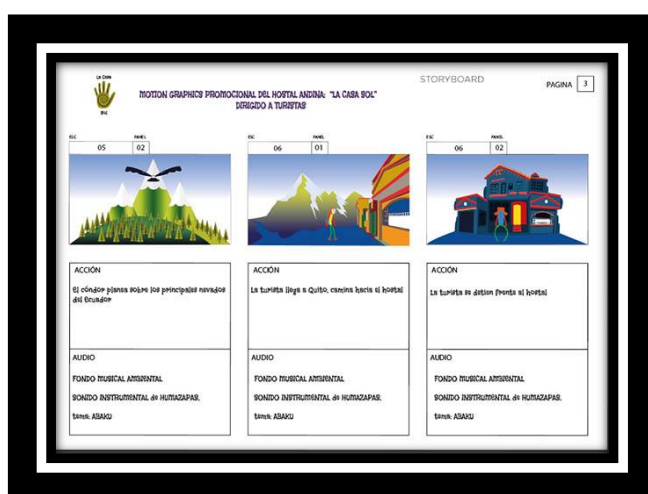 LA CASA
SOL
MOTION GRAPHICS PROMOCIONAL DEL HOSTAL ANDINA: "LA CASA SOL"
DIRIGIDO A TURISTAS
STORYBOARD
PAGINA 3
ESC PANEL
05 02
ESC PANEL
06 01
ESC PANEL
06 02
ACCIÓN
El cóndor planea sobre los principales nevados
del Ecuador
ACCIÓN
La turista llega a Quito, camina hacia el hostal
ACCIÓN
La turista se detien frente al hostal
AUDIO
FONDO MUSICAL AMBIENTAL
SONIDO INSTRUMENTAL de HUMAZAPAS.
tema: ABAKU
AUDIO
FONDO MUSICAL AMBIENTAL
SONIDO INSTRUMENTAL de HUMAZAPAS.
tema: ABAKU
AUDIO
FONDO MUSICAL AMBIENTAL
SONIDO INSTRUMENTAL de HUMAZAPAS.
tema: ABAKU